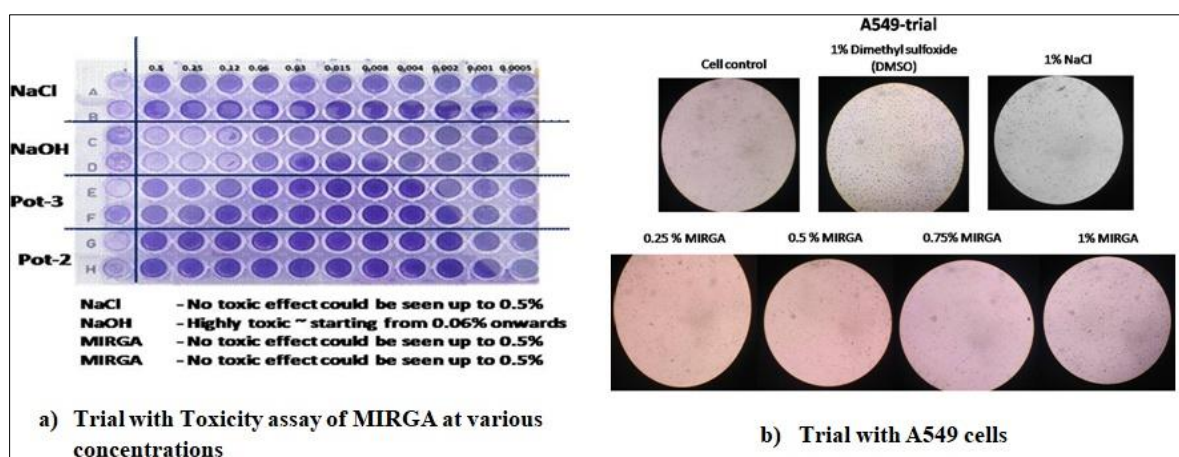 0.5 0.25 0.12 0.06 0.03 0.015 0.008 0.004 0.002 0.001 0.0005
NaCl
A
B
NaOH
C
D
Pot-3
E
F
Pot-2
G
H
NaCl - No toxic effect could be seen up to 0.5%
NaOH - Highly toxic ~ starting from 0.06% onwards
MIRGA - No toxic effect could be seen up to 0.5%
MIRGA - No toxic effect could be seen up to 0.5%
a) Trial with Toxicity assay of MIRGA at various
concentrations
A549-trial
Cell control
1% Dimethyl sulfoxide
(DMSO)
1% NaCl
0.25 % MIRGA
0.5 % MIRGA
0.75% MIRGA
1% MIRGA
b) Trial with A549 cells